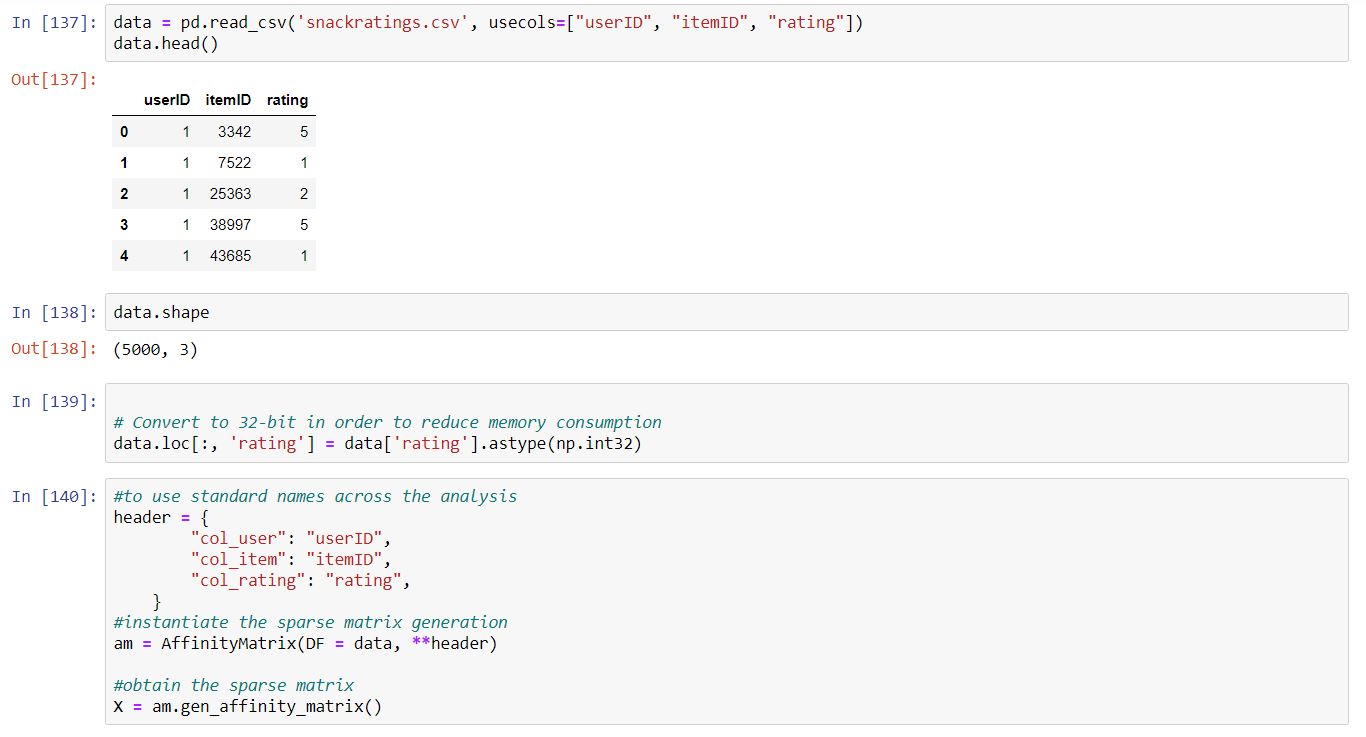 In [137]: data = pd.read_csv('snackratings.csv', usecols=["userID", "itemID", "rating"])
data.head()
Out[137]:
userID itemID rating
0 1 3342 5
1 1 7522 1
2 1 25363 2
3 1 38997 5
4 1 43685 1
In [138]: data.shape
Out[138]: (5000, 3)
In [139]:
# Convert to 32-bit in order to reduce memory consumption
data.loc[:, 'rating'] = data['rating'].astype(np.int32)
In [140]: #to use standard names across the analysis
header = {
"col_user": "userID",
"col_item": "itemID",
"col_rating": "rating",
}
#instantiate the sparse matrix generation
am = AffinityMatrix(DF = data, **header)
#obtain the sparse matrix
X = am.gen_affinity_matrix()